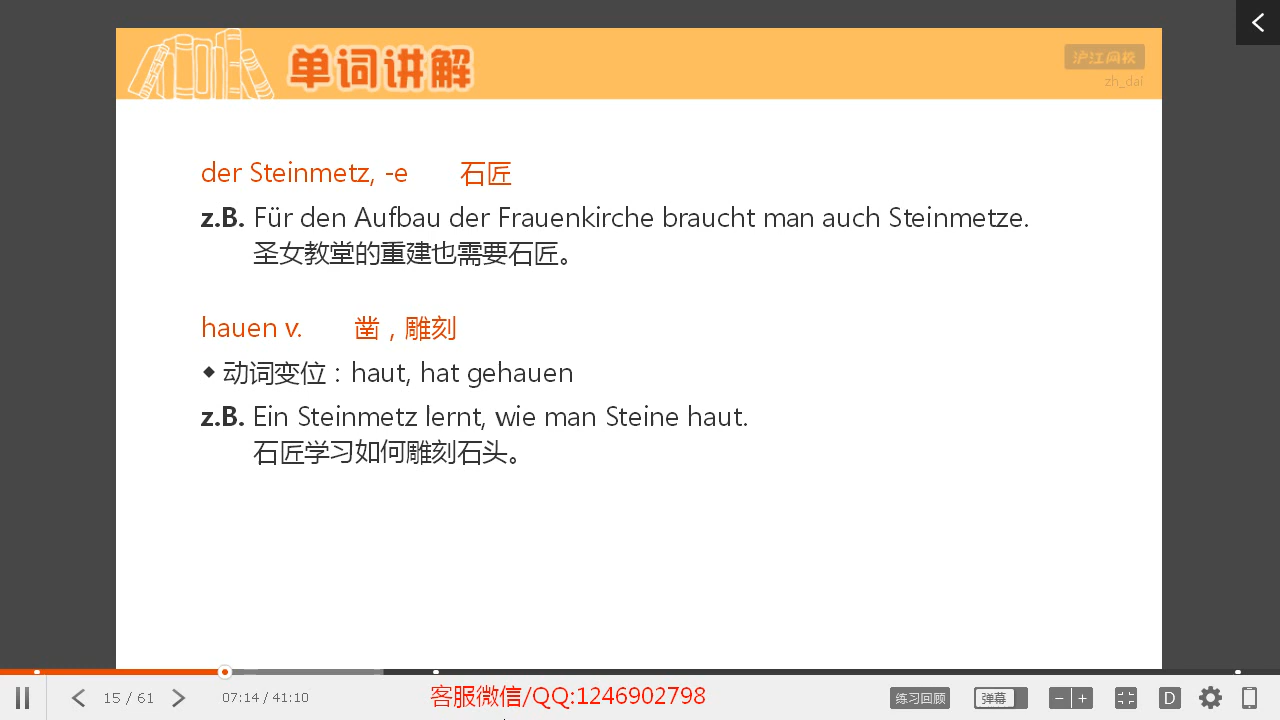 单词讲解
沪江网校
zh_dai
der Steinmetz, -e 石匠
z.B. Für den Aufbau der Frauenkirche braucht man auch Steinmetze.
圣女教堂的重建也需要石匠。
hauen v. 凿，雕刻
◆ 动词变位：haut, hat gehauen
z.B. Ein Steinmetz lernt, wie man Steine haut.
石匠学习如何雕刻石头。
15 / 61 07:14 / 41:10 客服微信/QQ:1246902798 练习回顾 弹幕 − + D